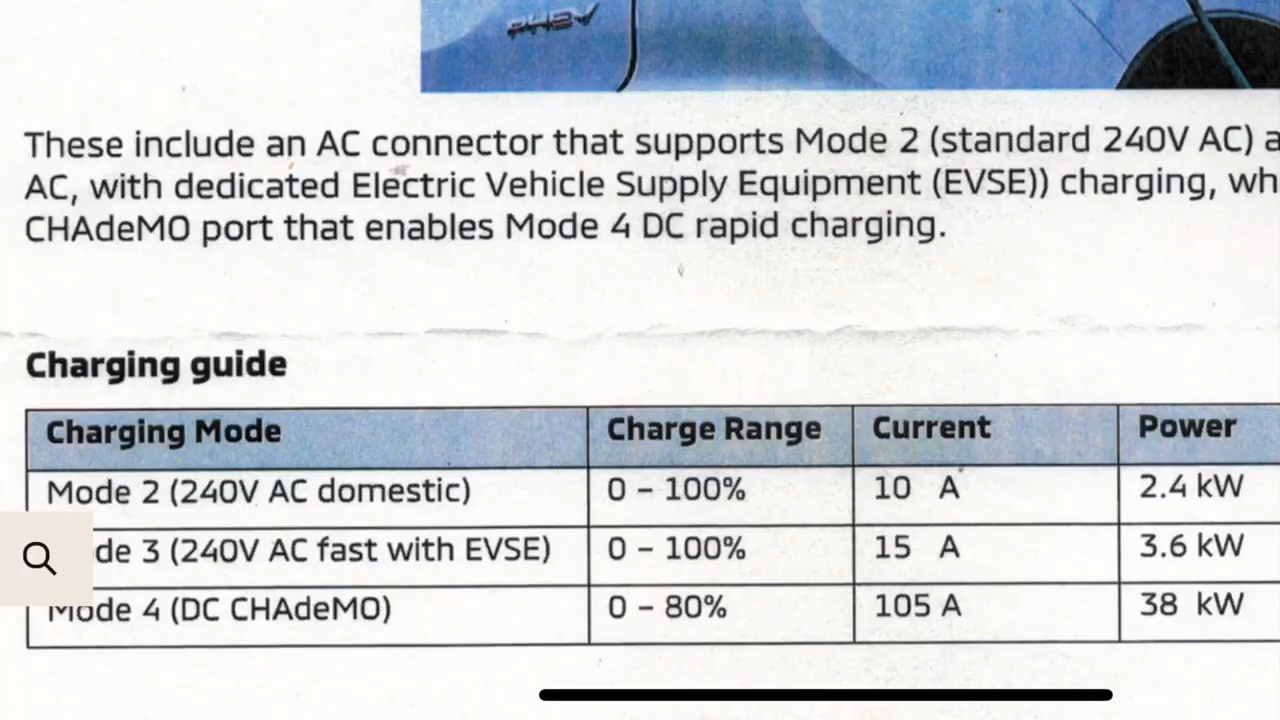 PHEV
These include an AC connector that supports Mode 2 (standard 240V AC) a
AC, with dedicated Electric Vehicle Supply Equipment (EVSE)) charging, wh
CHAdeMO port that enables Mode 4 DC rapid charging.
Charging guide
Charging Mode Charge Range Current Power
Mode 2 (240V AC domestic) 0 – 100% 10 A 2.4 kW
de 3 (240V AC fast with EVSE) 0 – 100% 15 A 3.6 kW
Mode 4 (DC CHAdeMO) 0 – 80% 105 A 38 kW